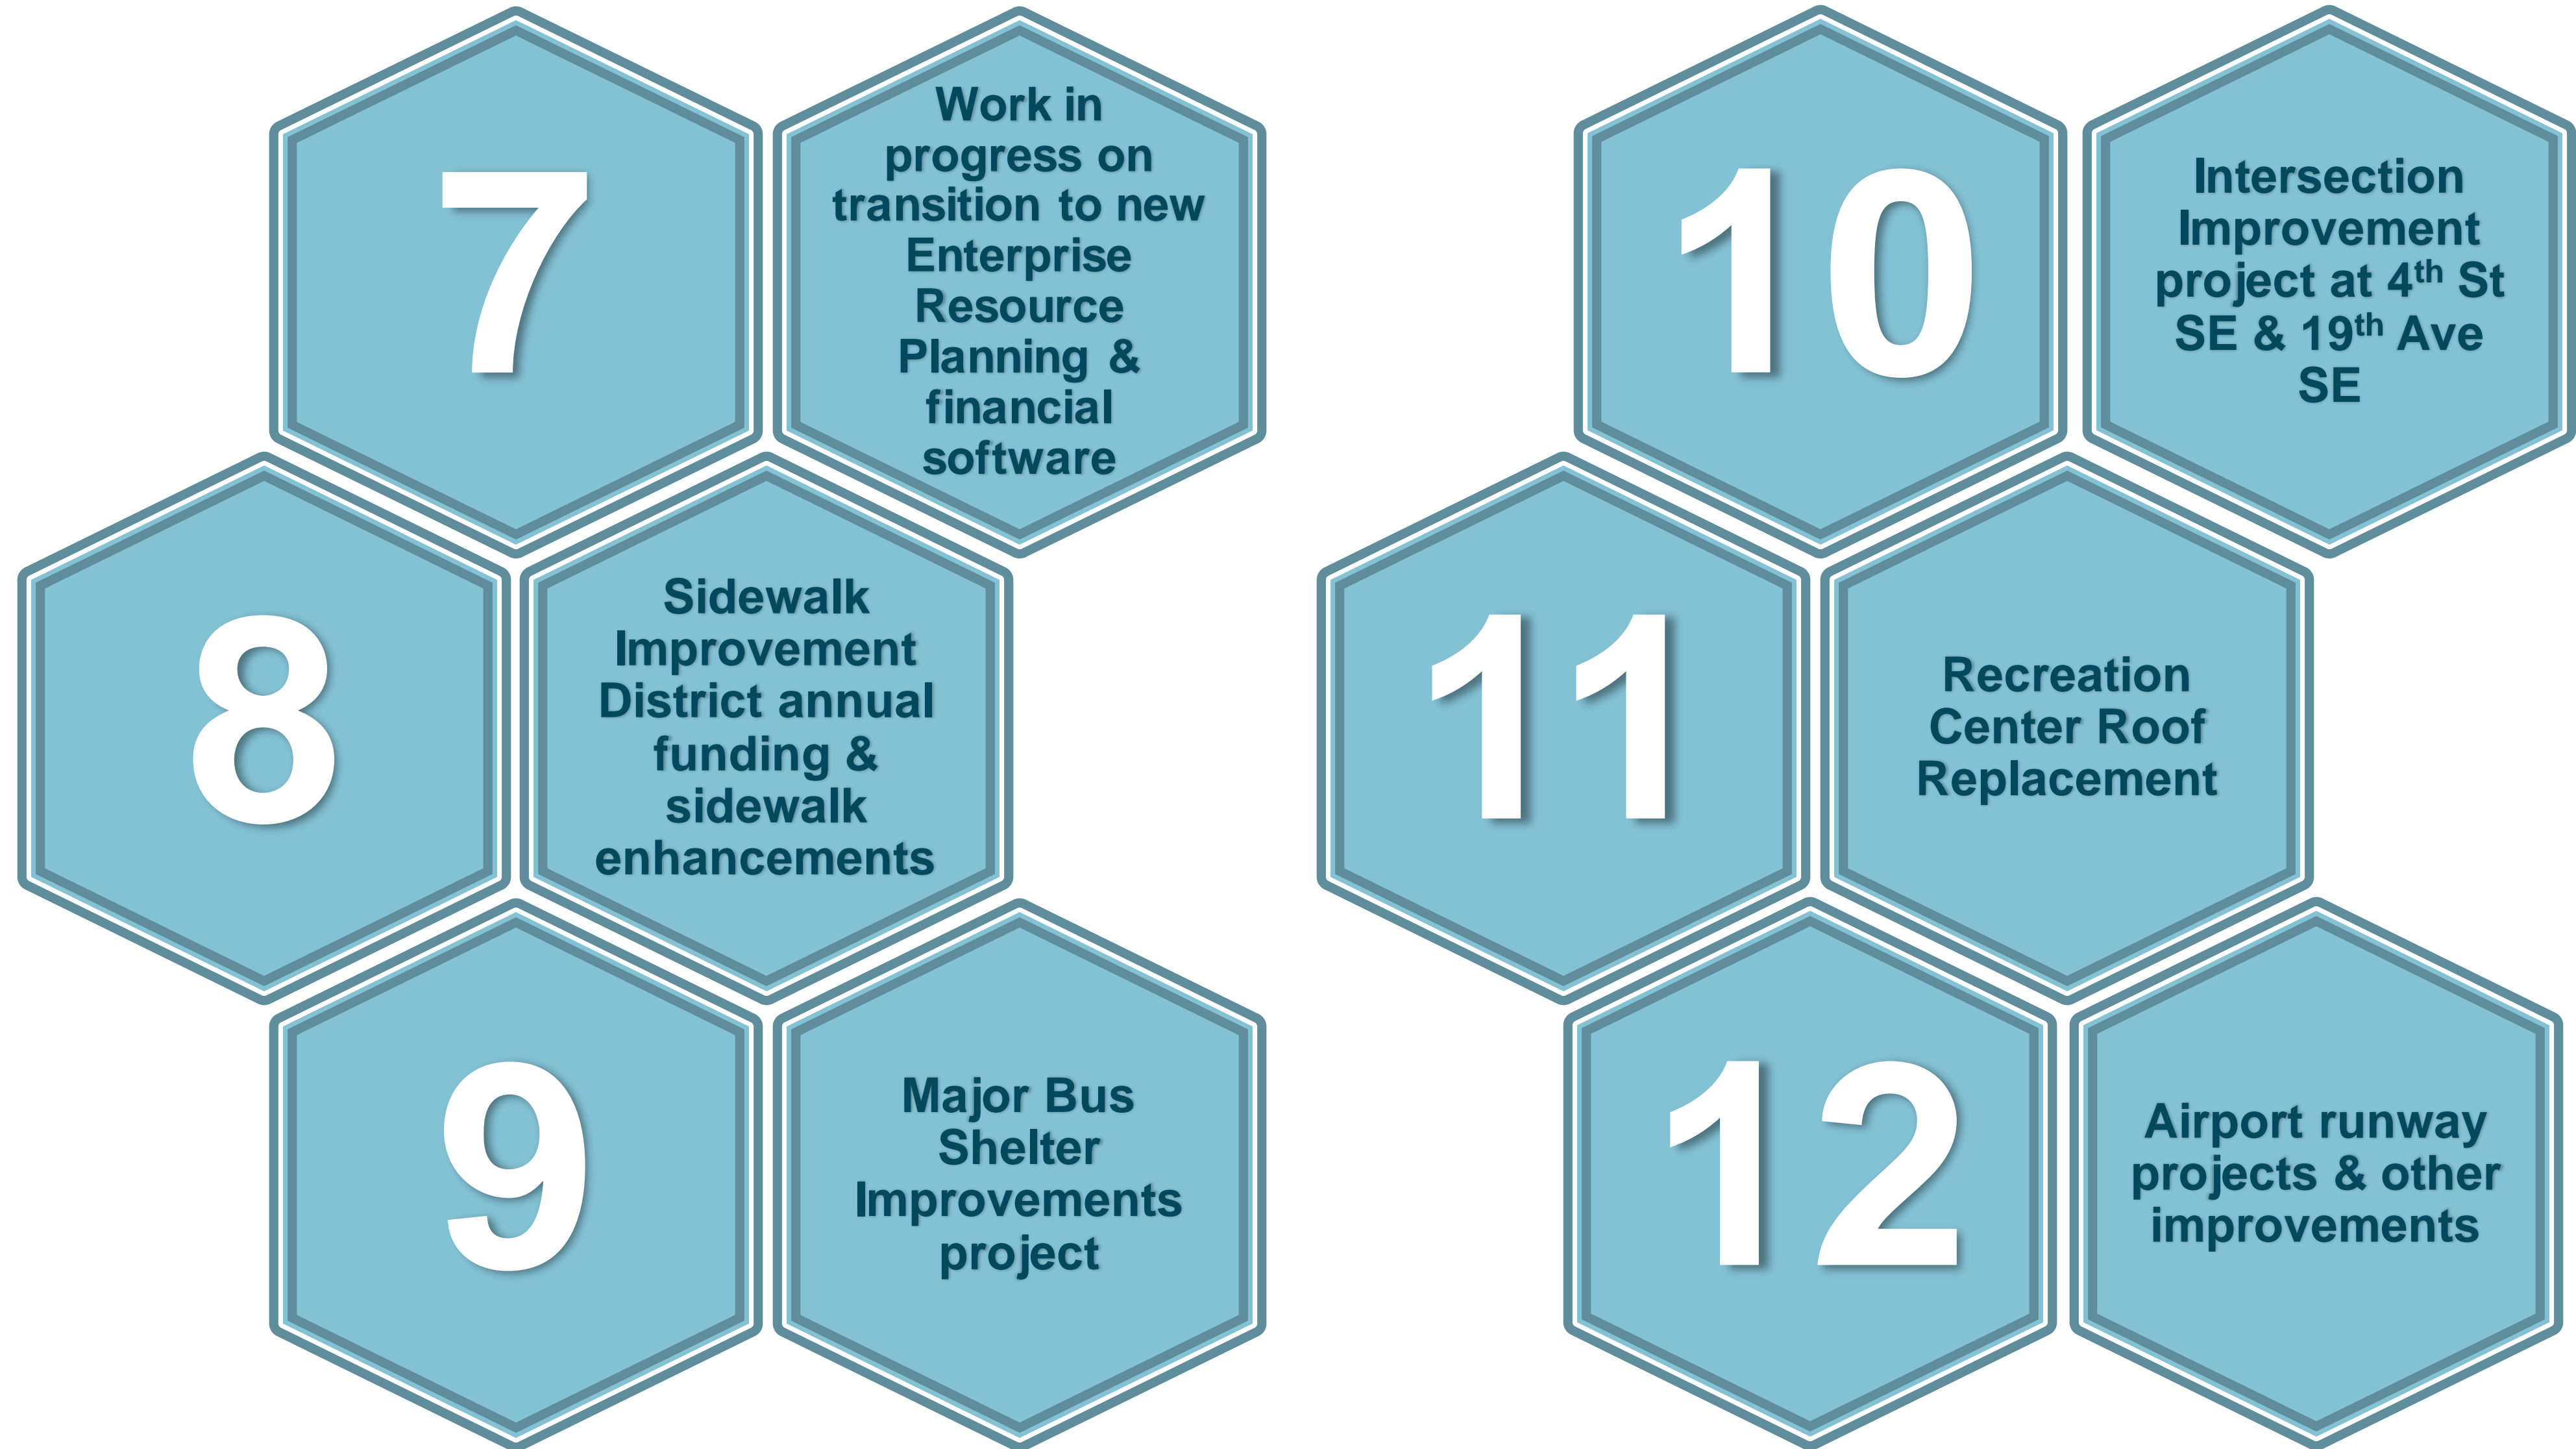 7
Work in
progress on
transition to new
Enterprise
Resource
Planning &
financial
software
8
Sidewalk
Improvement
District annual
funding &
sidewalk
enhancements
9
Major Bus
Shelter
Improvements
project
10
Intersection
Improvement
project at 4th St
SE & 19th Ave
SE
11
Recreation
Center Roof
Replacement
12
Airport runway
projects & other
improvements